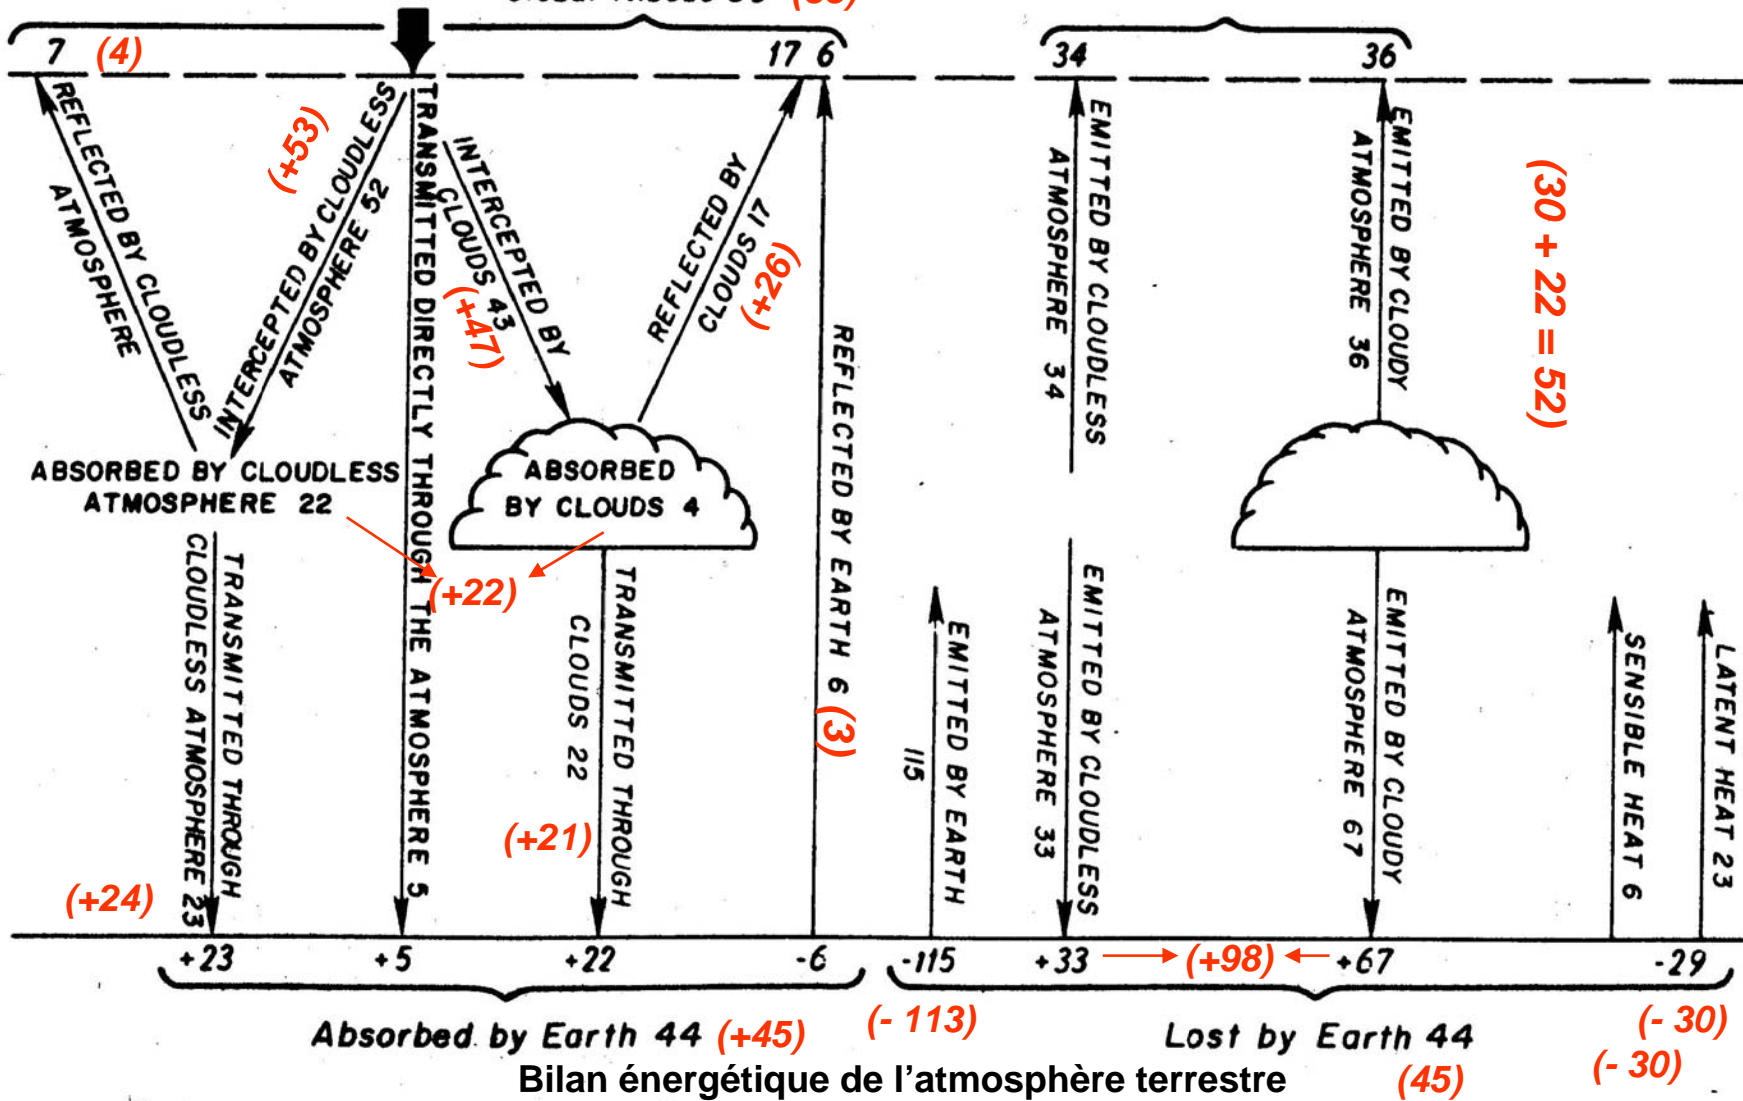 7 (4)
17 6
34
36
REFLECTED BY CLOUDLESS
ATMOSPHERE
(+53)
INTERCEPTED BY CLOUDLESS
ATMOSPHERE 52
TRANSMITTED DIRECTLY THROUGH THE ATMOSPHERE 5
INTERCEPTED BY
CLOUDS 43
(+47)
REFLECTED BY
CLOUDS 17
(+26)
REFLECTED BY EARTH 6 (3)
EMITTED BY CLOUDLESS
ATMOSPHERE 34
EMITTED BY CLOUDY
ATMOSPHERE 36
(30 + 22 = 52)
ABSORBED BY CLOUDLESS
ATMOSPHERE 22
ABSORBED
BY CLOUDS 4
(+22)
TRANSMITTED THROUGH
CLOUDLESS ATMOSPHERE 23
(+24)
TRANSMITTED THROUGH
CLOUDS 22
(+21)
EMITTED BY EARTH
115
EMITTED BY CLOUDLESS
ATMOSPHERE 33
EMITTED BY CLOUDY
ATMOSPHERE 67
SENSIBLE HEAT 6
LATENT HEAT 23
+23 +5 +22 -6 -115 +33 (+98) +67 -29
Absorbed by Earth 44 (+45) (- 113) Lost by Earth 44 (- 30)
Bilan énergétique de l’atmosphère terrestre (45) (- 30)